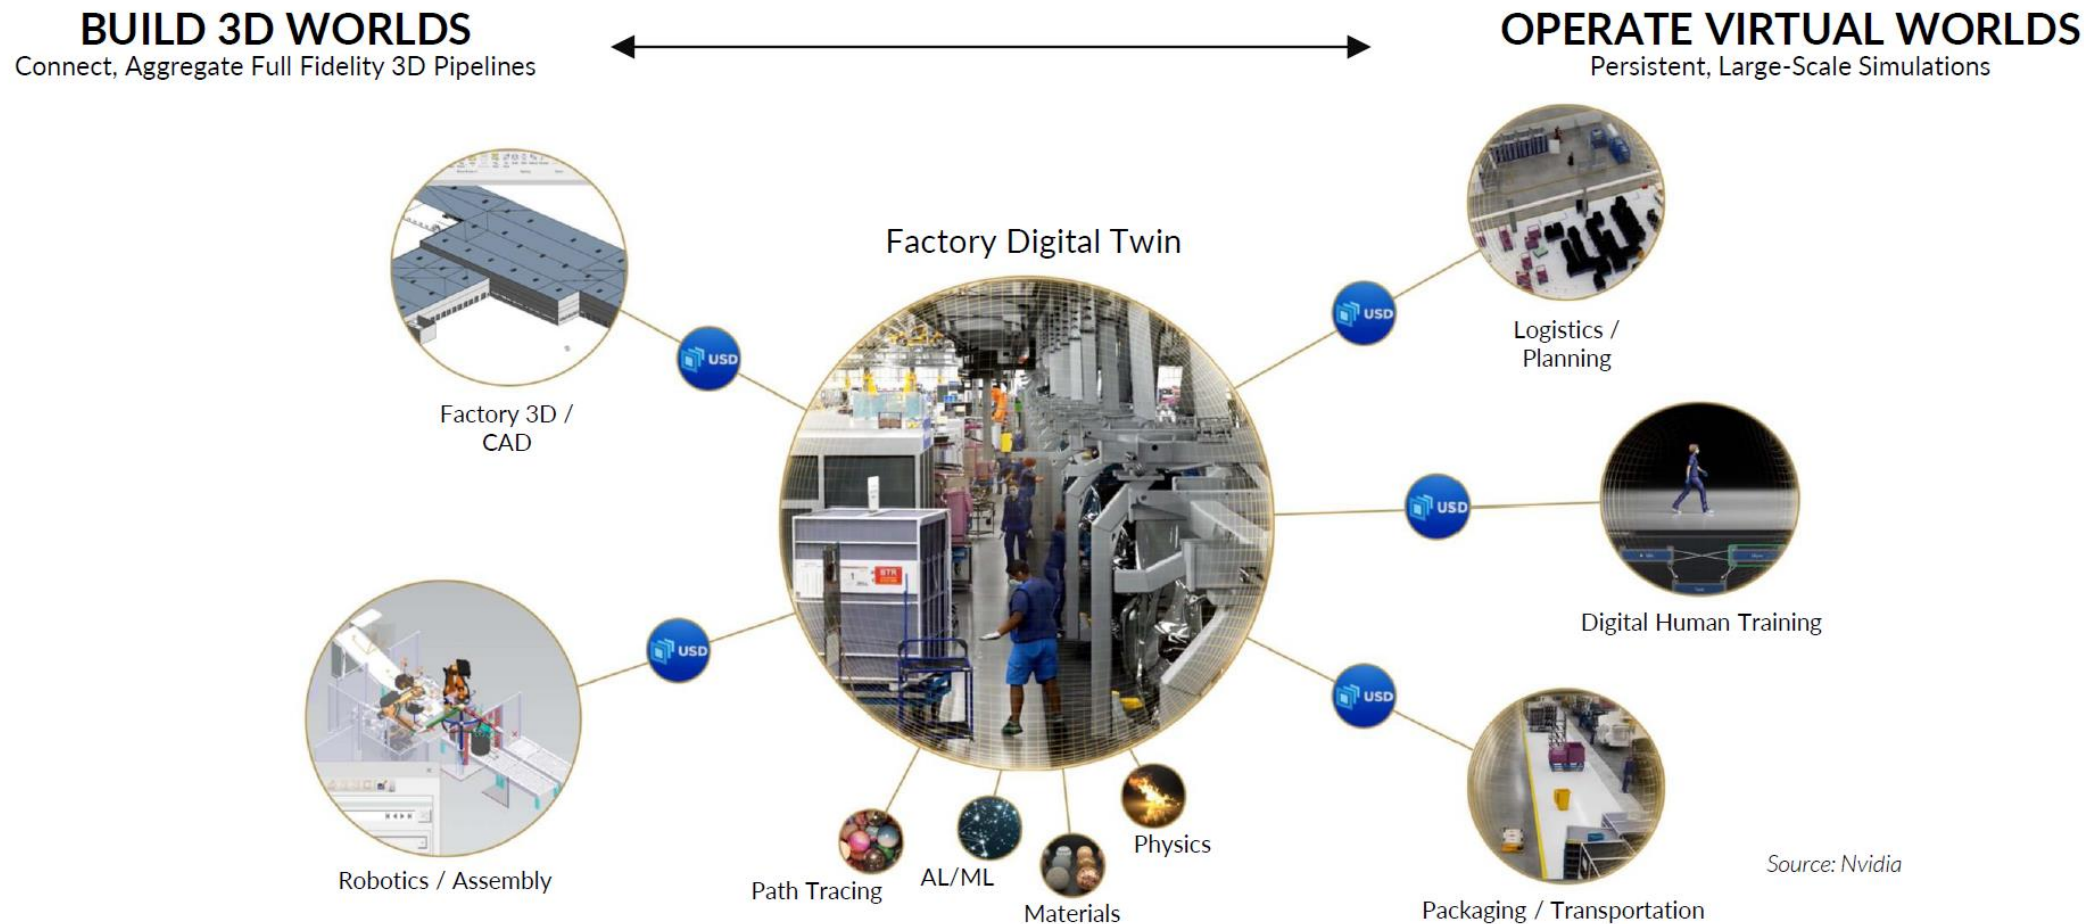 BUILD 3D WORLDS
Connect, Aggregate Full Fidelity 3D Pipelines
OPERATE VIRTUAL WORLDS
Persistent, Large-Scale Simulations
Factory Digital Twin
USD
Factory 3D /
CAD
USD
Robotics / Assembly
USD
Logistics /
Planning
USD
Digital Human Training
USD
Packaging / Transportation
Path Tracing
AL/ML
Materials
Physics
Source: Nvidia